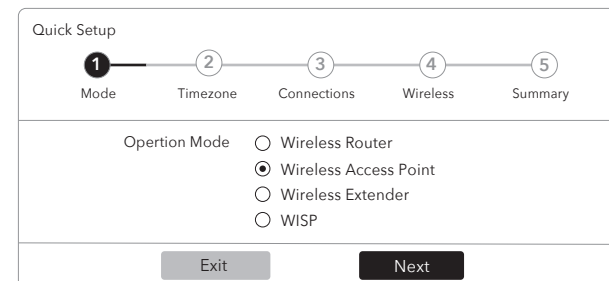 Quick Setup
1 2 3 4 5
Mode Timezone Connections Wireless Summary
Opertion Mode Wireless Router
Wireless Access Point
Wireless Extender
WISP
Exit Next